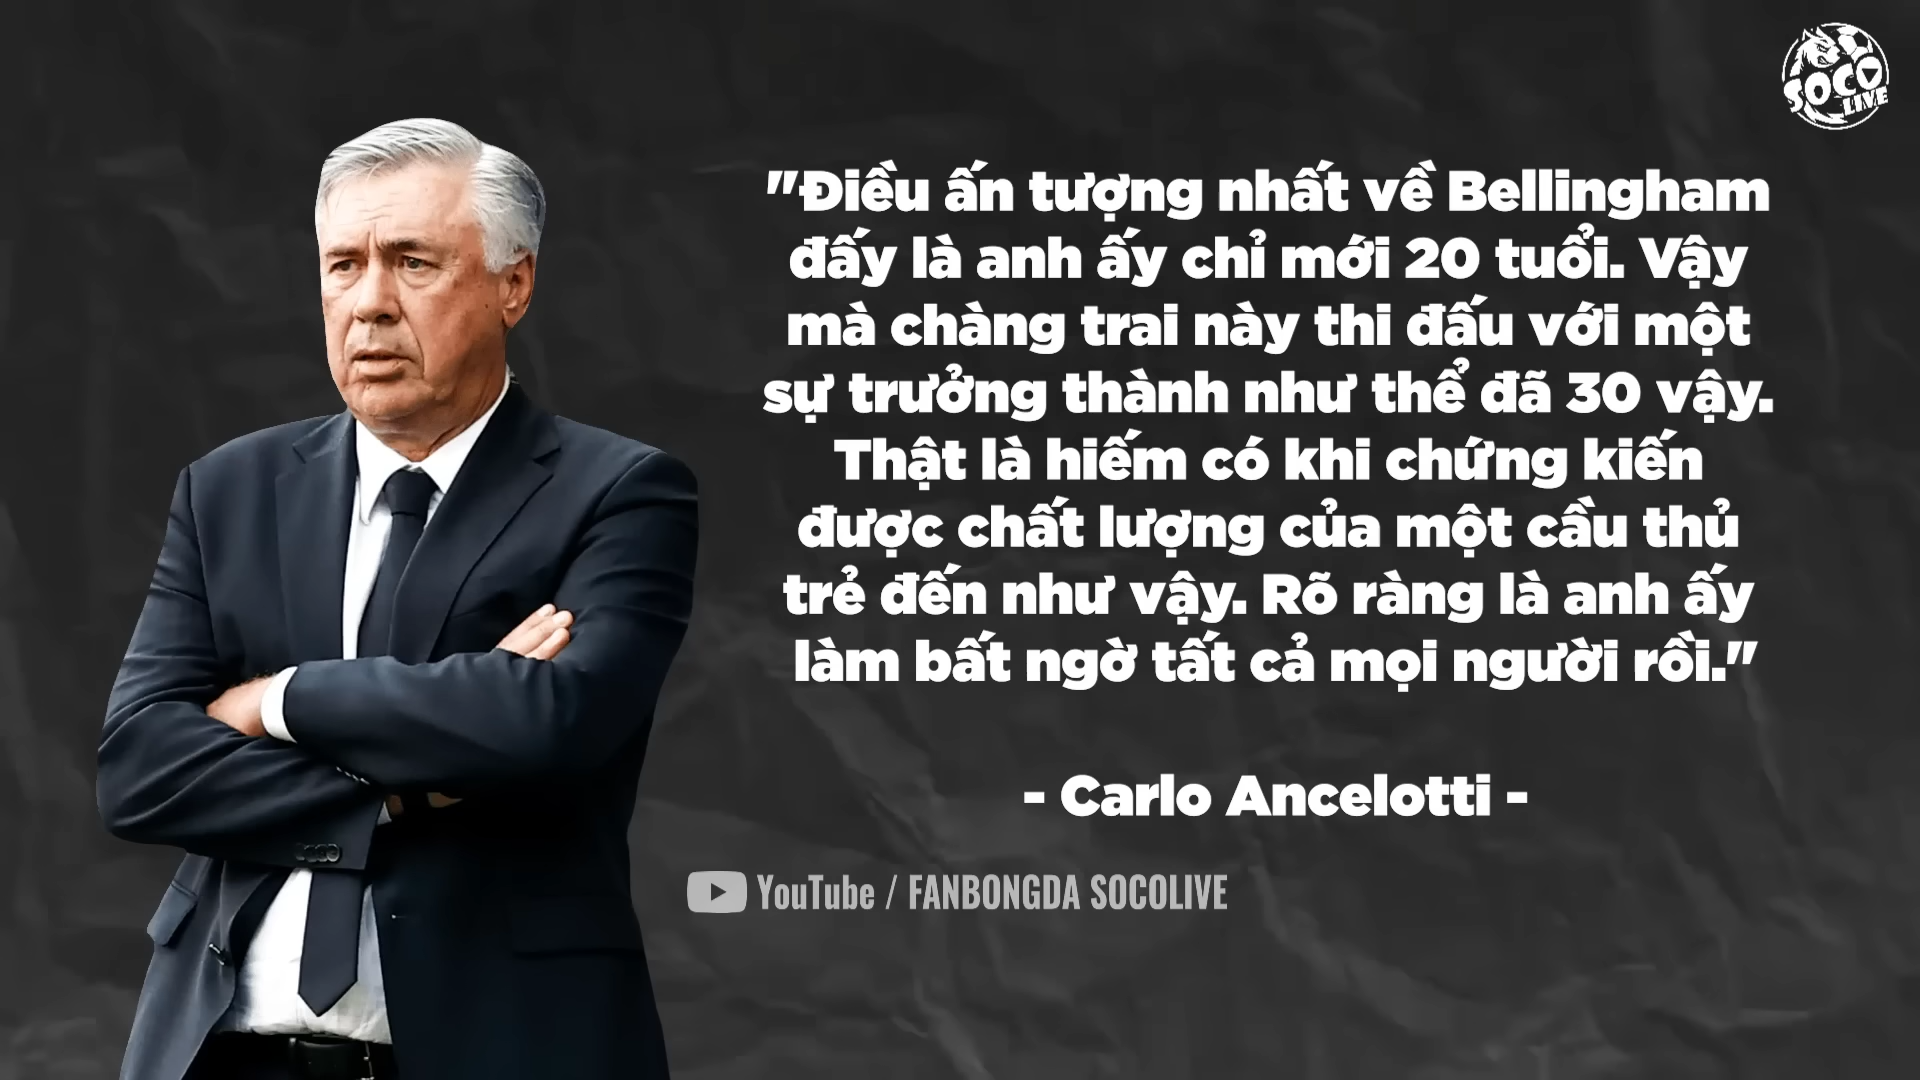 SOCO
LIVE
"Điều ấn tượng nhất về Bellingham
đấy là anh ấy chỉ mới 20 tuổi. Vậy
mà chàng trai này thi đấu với một
sự trưởng thành như thể đã 30 vậy.
Thật là hiếm có khi chứng kiến
được chất lượng của một cầu thủ
trẻ đến như vậy. Rõ ràng là anh ấy
làm bất ngờ tất cả mọi người rồi."
- Carlo Ancelotti -
YouTube / FANBONGDA SOCOLIVE